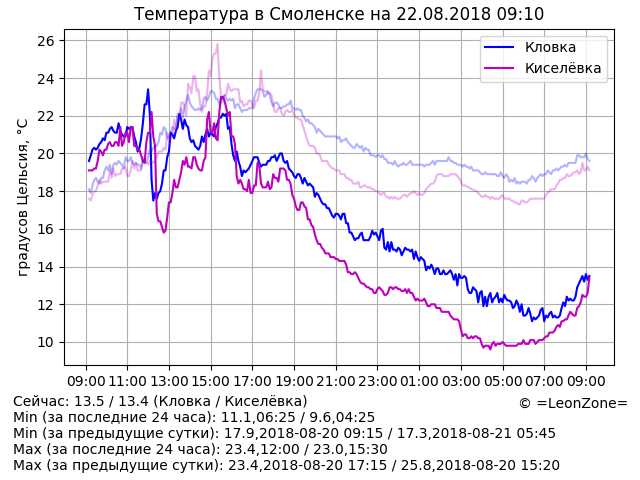 Температура в Смоленске на 22.08.2018 09:10
Кловка
Киселёвка
градусов Цельсия, °C
26
24
22
20
18
16
14
12
10
09:00 11:00 13:00 15:00 17:00 19:00 21:00 23:00 01:00 03:00 05:00 07:00 09:00
Сейчас: 13.5 / 13.4 (Кловка / Киселёвка)
© =LeonZone=
Min (за последние 24 часа): 11.1,06:25 / 9.6,04:25
Min (за предыдущие сутки): 17.9,2018-08-20 09:15 / 17.3,2018-08-21 05:45
Max (за последние 24 часа): 23.4,12:00 / 23.0,15:30
Max (за предыдущие сутки): 23.4,2018-08-20 17:15 / 25.8,2018-08-20 15:20